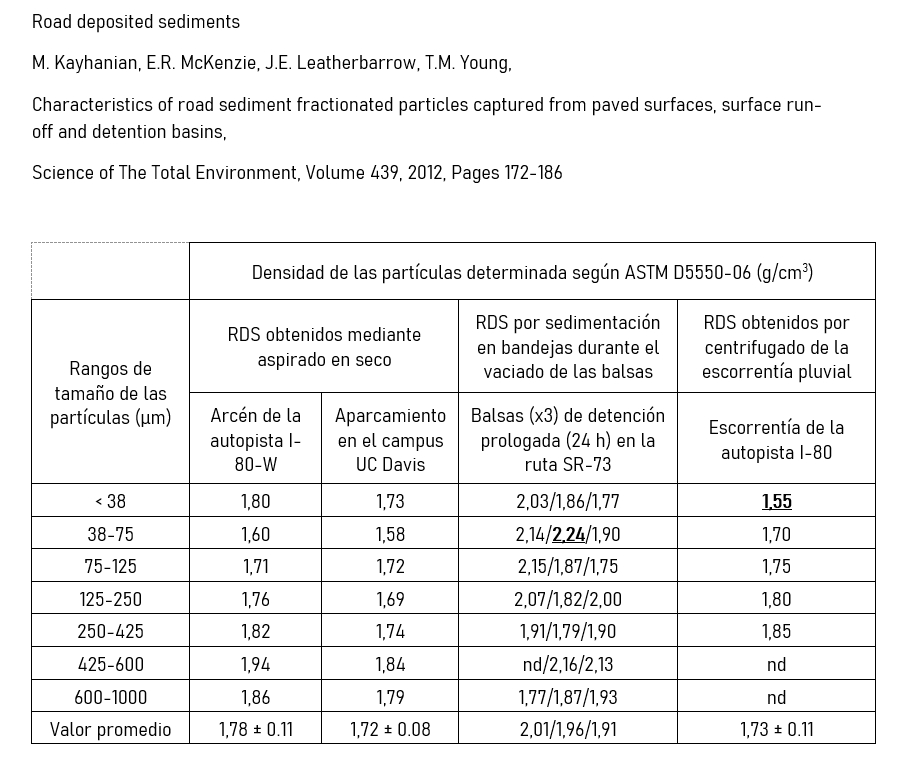 Road deposited sediments
M. Kayhanian, E.R. McKenzie, J.E. Leatherbarrow, T.M. Young,
Characteristics of road sediment fractionated particles captured from paved surfaces, surface run-
off and detention basins,
Science of The Total Environment, Volume 439, 2012, Pages 172-186
Densidad de las partículas determinada según ASTM D5550-06 (g/cm³)
Rangos de
tamaño de las
partículas (µm)
RDS obtenidos mediante
aspirado en seco
RDS por sedimentación
en bandejas durante el
vaciado de las balsas
RDS obtenidos por
centrifugado de la
escorrentía pluvial
Arcén de la
autopista I-
80-W
Aparcamiento
en el campus
UC Davis
Balsas (x3) de detención
prologada (24 h) en la
ruta SR-73
Escorrentía de la
autopista I-80
< 38 1,80 1,73 2,03/1,86/1,77 1,55
38-75 1,60 1,58 2,14/2,24/1,90 1,70
75-125 1,71 1,72 2,15/1,87/1,75 1,75
125-250 1,76 1,69 2,07/1,82/2,00 1,80
250-425 1,82 1,74 1,91/1,79/1,90 1,85
425-600 1,94 1,84 nd/2,16/2,13 nd
600-1000 1,86 1,79 1,77/1,87/1,93 nd
Valor promedio 1,78 ± 0.11 1,72 ± 0.08 2,01/1,96/1,91 1,73 ± 0.11